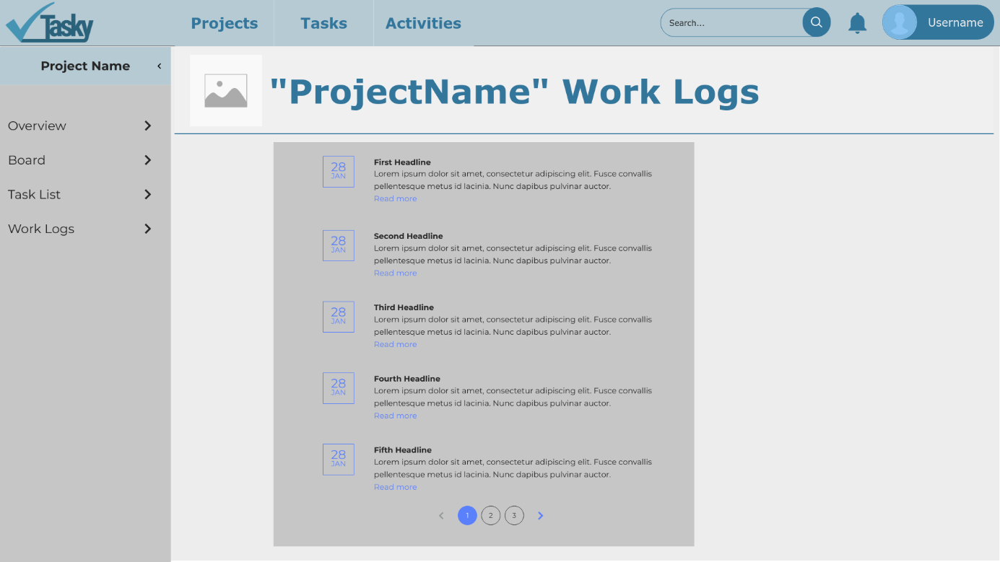 Tasky
Projects
Tasks
Activities
Search...
Username
Project Name
Overview
Board
Task List
Work Logs
"ProjectName" Work Logs
28
JAN
First Headline
Lorem ipsum dolor sit amet, consectetur adipiscing elit. Fusce convallis
pellentesque metus id lacinia. Nunc dapibus pulvinar auctor.
Read more
28
JAN
Second Headline
Lorem ipsum dolor sit amet, consectetur adipiscing elit. Fusce convallis
pellentesque metus id lacinia. Nunc dapibus pulvinar auctor.
Read more
28
JAN
Third Headline
Lorem ipsum dolor sit amet, consectetur adipiscing elit. Fusce convallis
pellentesque metus id lacinia. Nunc dapibus pulvinar auctor.
Read more
28
JAN
Fourth Headline
Lorem ipsum dolor sit amet, consectetur adipiscing elit. Fusce convallis
pellentesque metus id lacinia. Nunc dapibus pulvinar auctor.
Read more
28
JAN
Fifth Headline
Lorem ipsum dolor sit amet, consectetur adipiscing elit. Fusce convallis
pellentesque metus id lacinia. Nunc dapibus pulvinar auctor.
Read more
1 2 3